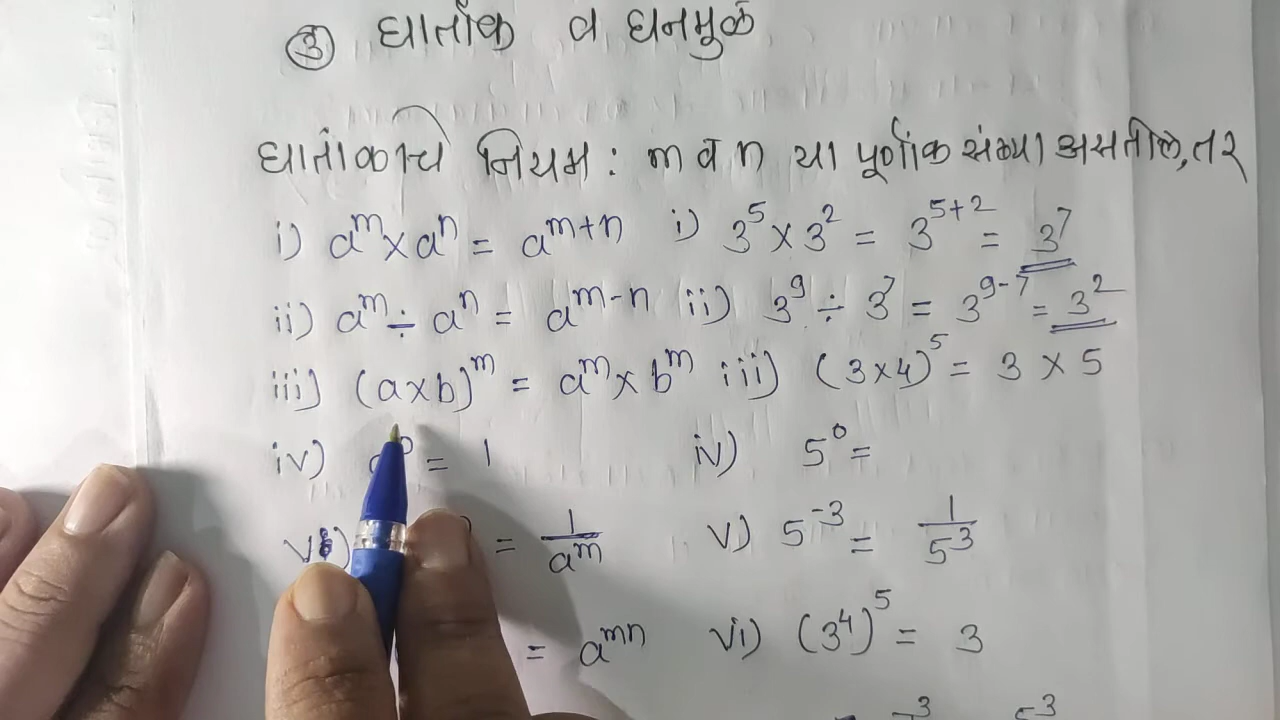 ③ घातांक व घनमुळ
घातांकाचे नियम : m व n या पूर्णांक संख्या असतील, तर
i) aᵐ × aⁿ = aᵐ⁺ⁿ i) 3⁵ × 3² = 3⁵⁺² = 3⁷
ii) aᵐ ÷ aⁿ = aᵐ⁻ⁿ ii) 3⁹ ÷ 3⁷ = 3⁹⁻⁷ = 3²
iii) (a×b)ᵐ = aᵐ × bᵐ iii) (3×4)⁵ = 3 × 5
iv) a⁰ = 1 iv) 5⁰ =
v) = 1/aᵐ v) 5⁻³ = 1/5³
= aᵐⁿ vi) (3⁴)⁵ = 3